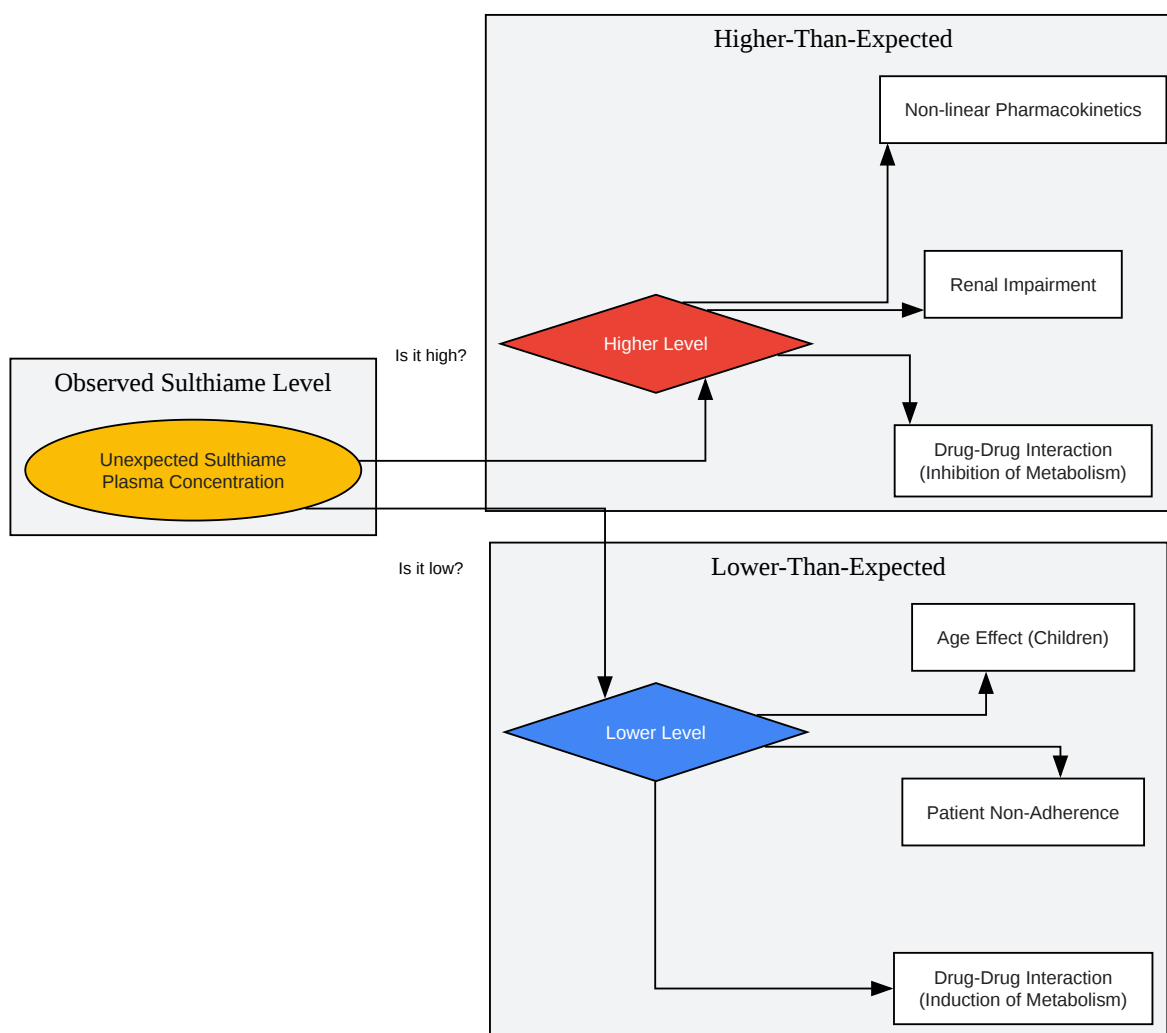 Higher-Than-Expected
Non-linear Pharmacokinetics
Renal Impairment
Higher Level
Is it high?
Drug-Drug Interaction
(Inhibition of Metabolism)
Observed Sulthiame Level
Unexpected Sulthiame
Plasma Concentration
Is it low?
Lower-Than-Expected
Age Effect (Children)
Lower Level
Patient Non-Adherence
Drug-Drug Interaction
(Induction of Metabolism)